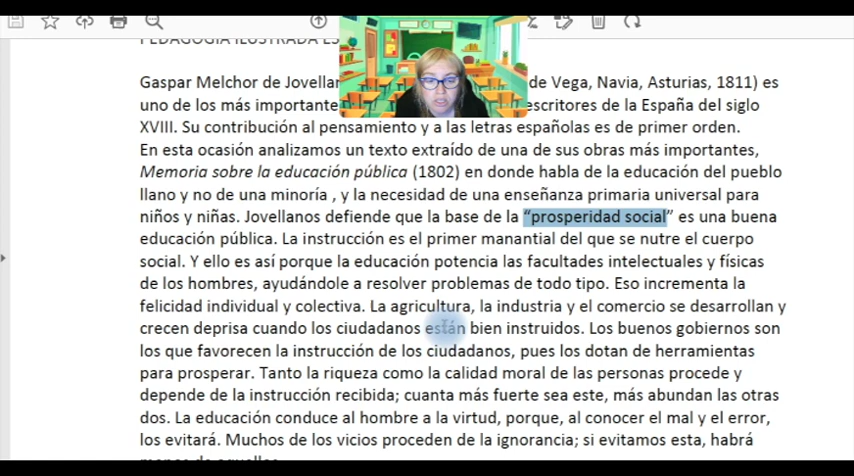 PEDAGOGÍA ILUSTRADA ES
Gaspar Melchor de Jovellan de Vega, Navia, Asturias, 1811) es
uno de los más importante escritores de la España del siglo
XVIII. Su contribución al pensamiento y a las letras españolas es de primer orden.
En esta ocasión analizamos un texto extraído de una de sus obras más importantes,
Memoria sobre la educación pública (1802) en donde habla de la educación del pueblo
llano y no de una minoría , y la necesidad de una enseñanza primaria universal para
niños y niñas. Jovellanos defiende que la base de la “prosperidad social” es una buena
educación pública. La instrucción es el primer manantial del que se nutre el cuerpo
social. Y ello es así porque la educación potencia las facultades intelectuales y físicas
de los hombres, ayudándole a resolver problemas de todo tipo. Eso incrementa la
felicidad individual y colectiva. La agricultura, la industria y el comercio se desarrollan y
crecen deprisa cuando los ciudadanos están bien instruidos. Los buenos gobiernos son
los que favorecen la instrucción de los ciudadanos, pues los dotan de herramientas
para prosperar. Tanto la riqueza como la calidad moral de las personas procede y
depende de la instrucción recibida; cuanta más fuerte sea este, más abundan las otras
dos. La educación conduce al hombre a la virtud, porque, al conocer el mal y el error,
los evitará. Muchos de los vicios proceden de la ignorancia; si evitamos esta, habrá
menos de aquellos